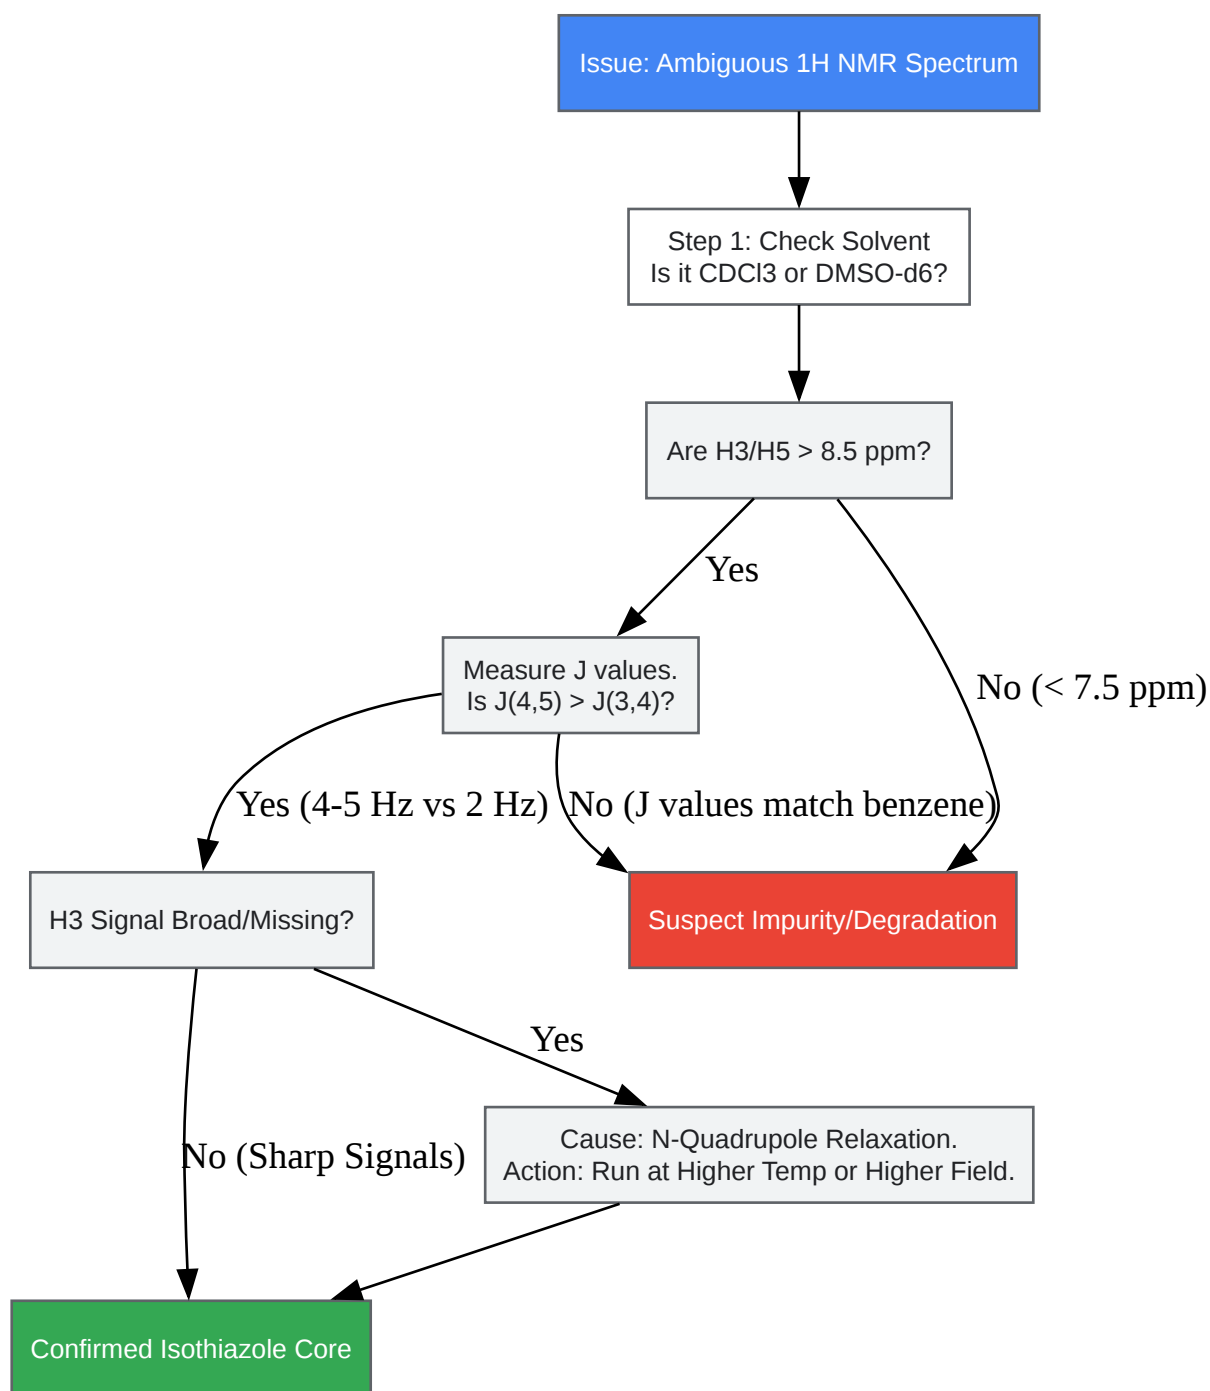 Issue: Ambiguous 1H NMR Spectrum
Step 1: Check Solvent
Is it CDCl3 or DMSO-d6?
Are H3/H5 > 8.5 ppm?
Yes
Measure J values.
Is J(4,5) > J(3,4)?
No (< 7.5 ppm)
Yes (4-5 Hz vs 2 Hz)
No (J values match benzene)
H3 Signal Broad/Missing?
Suspect Impurity/Degradation
Yes
Cause: N-Quadrupole Relaxation.
Action: Run at Higher Temp or Higher Field.
No (Sharp Signals)
Confirmed Isothiazole Core